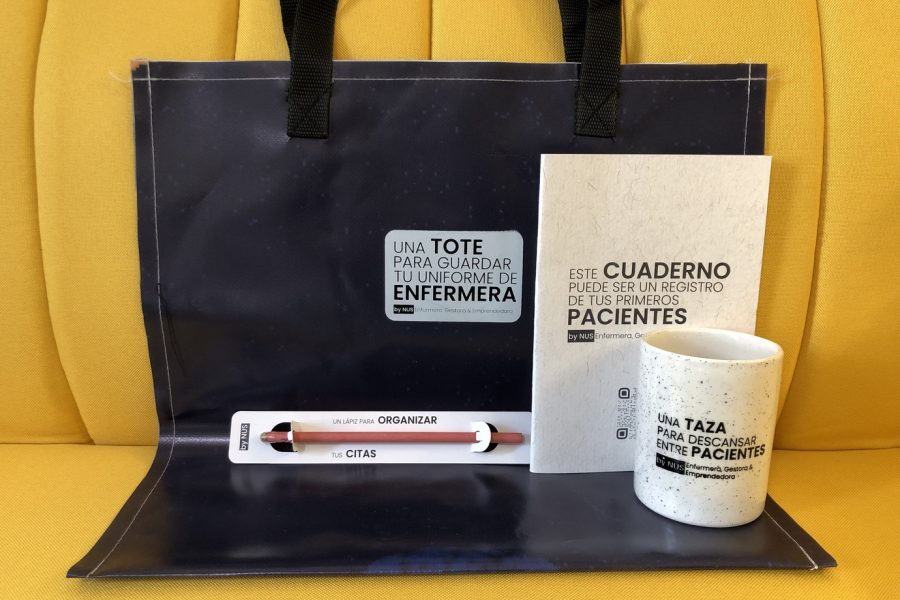 UNA TOTE
PARA GUARDAR
TU UNIFORME DE
ENFERMERA
by NUS Enfermera, Gestora & Emprendedora
ESTE CUADERNO
PUEDE SER UN REGISTRO
DE TUS PRIMEROS
PACIENTES
by NUS Enfermera,
by NUS
UN LÁPIZ PARA ORGANIZAR
TUS CITAS
UNA TAZA
PARA DESCANSAR
ENTRE PACIENTES
by NUS Enfermera, Gestora &
Emprendedora